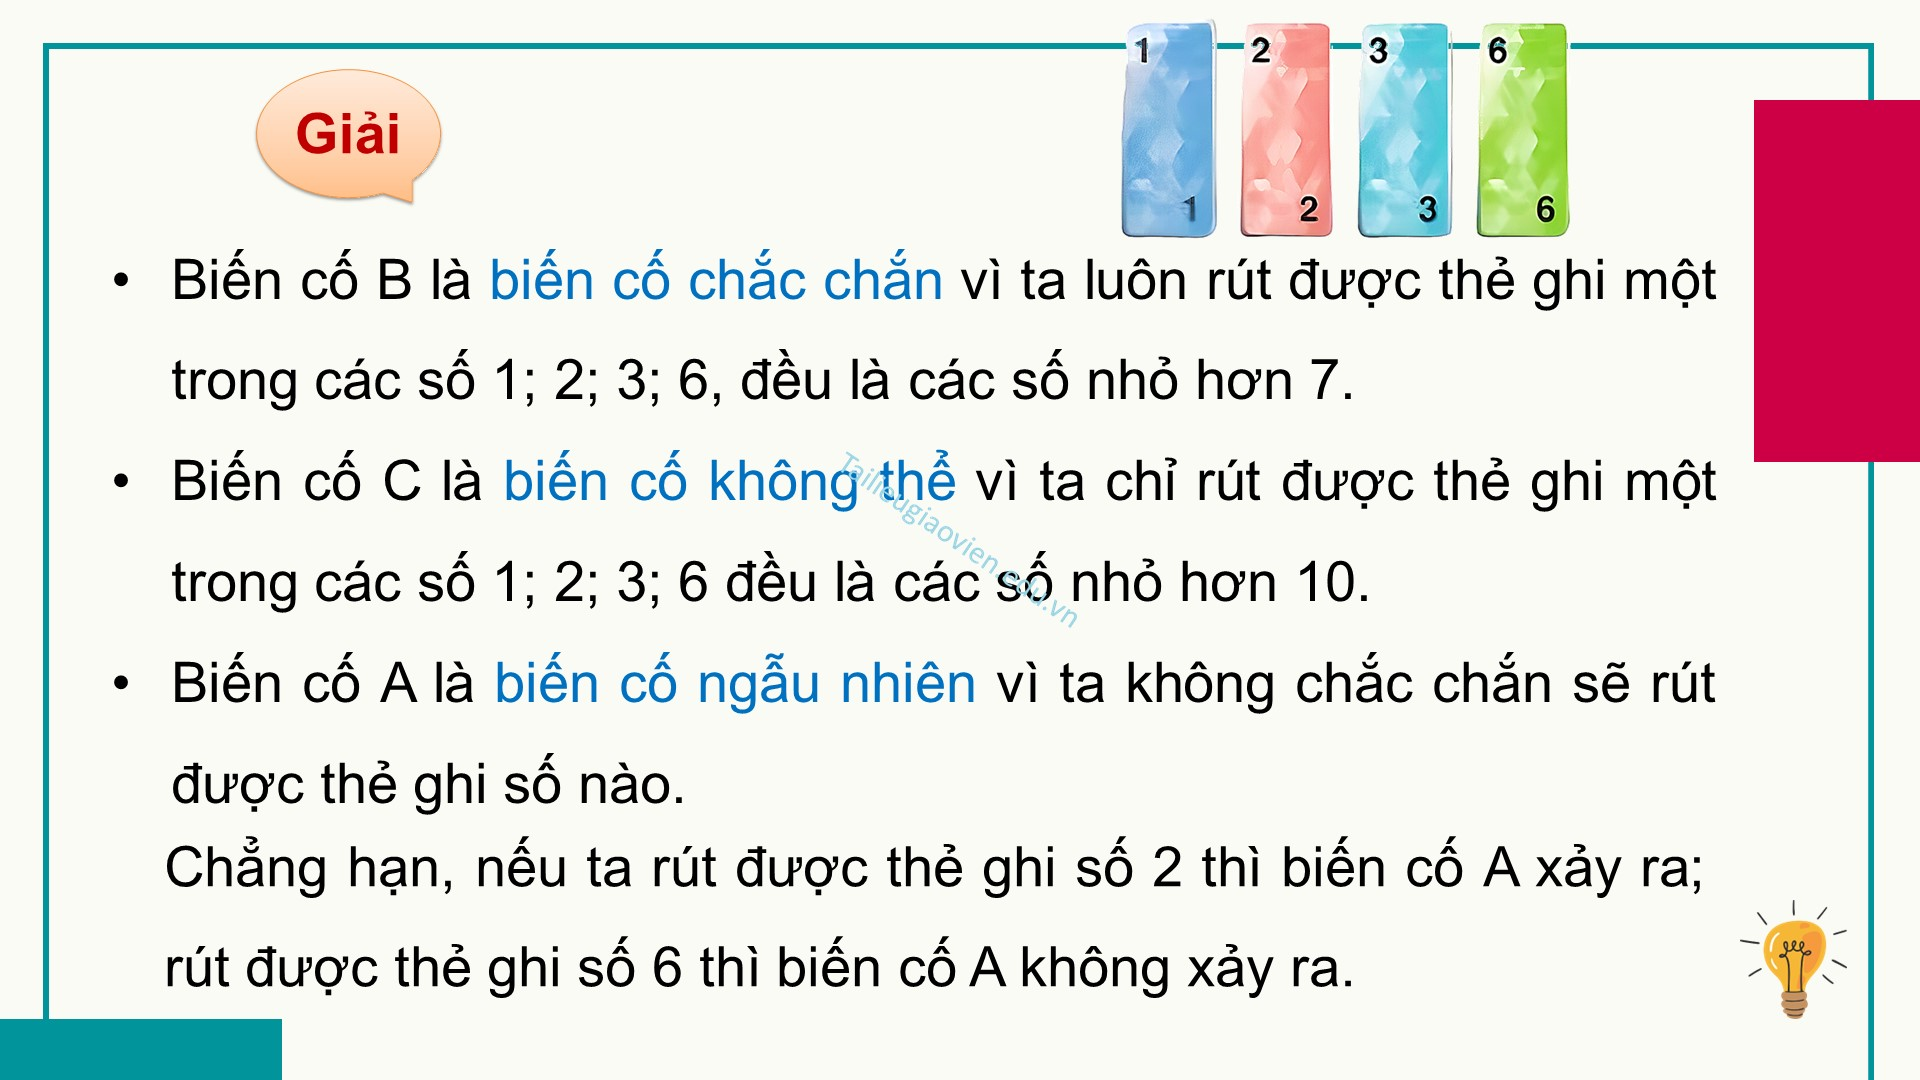 1 2 3 6
Giải
1 2 3 6
• Biến cố B là biến cố chắc chắn vì ta luôn rút được thẻ ghi một
trong các số 1; 2; 3; 6, đều là các số nhỏ hơn 7.
• Biến cố C là biến cố không thể vì ta chỉ rút được thẻ ghi một
trong các số 1; 2; 3; 6 đều là các số nhỏ hơn 10.
Tailieugiaovien.edu.vn
• Biến cố A là biến cố ngẫu nhiên vì ta không chắc chắn sẽ rút
được thẻ ghi số nào.
Chẳng hạn, nếu ta rút được thẻ ghi số 2 thì biến cố A xảy ra;
rút được thẻ ghi số 6 thì biến cố A không xảy ra.